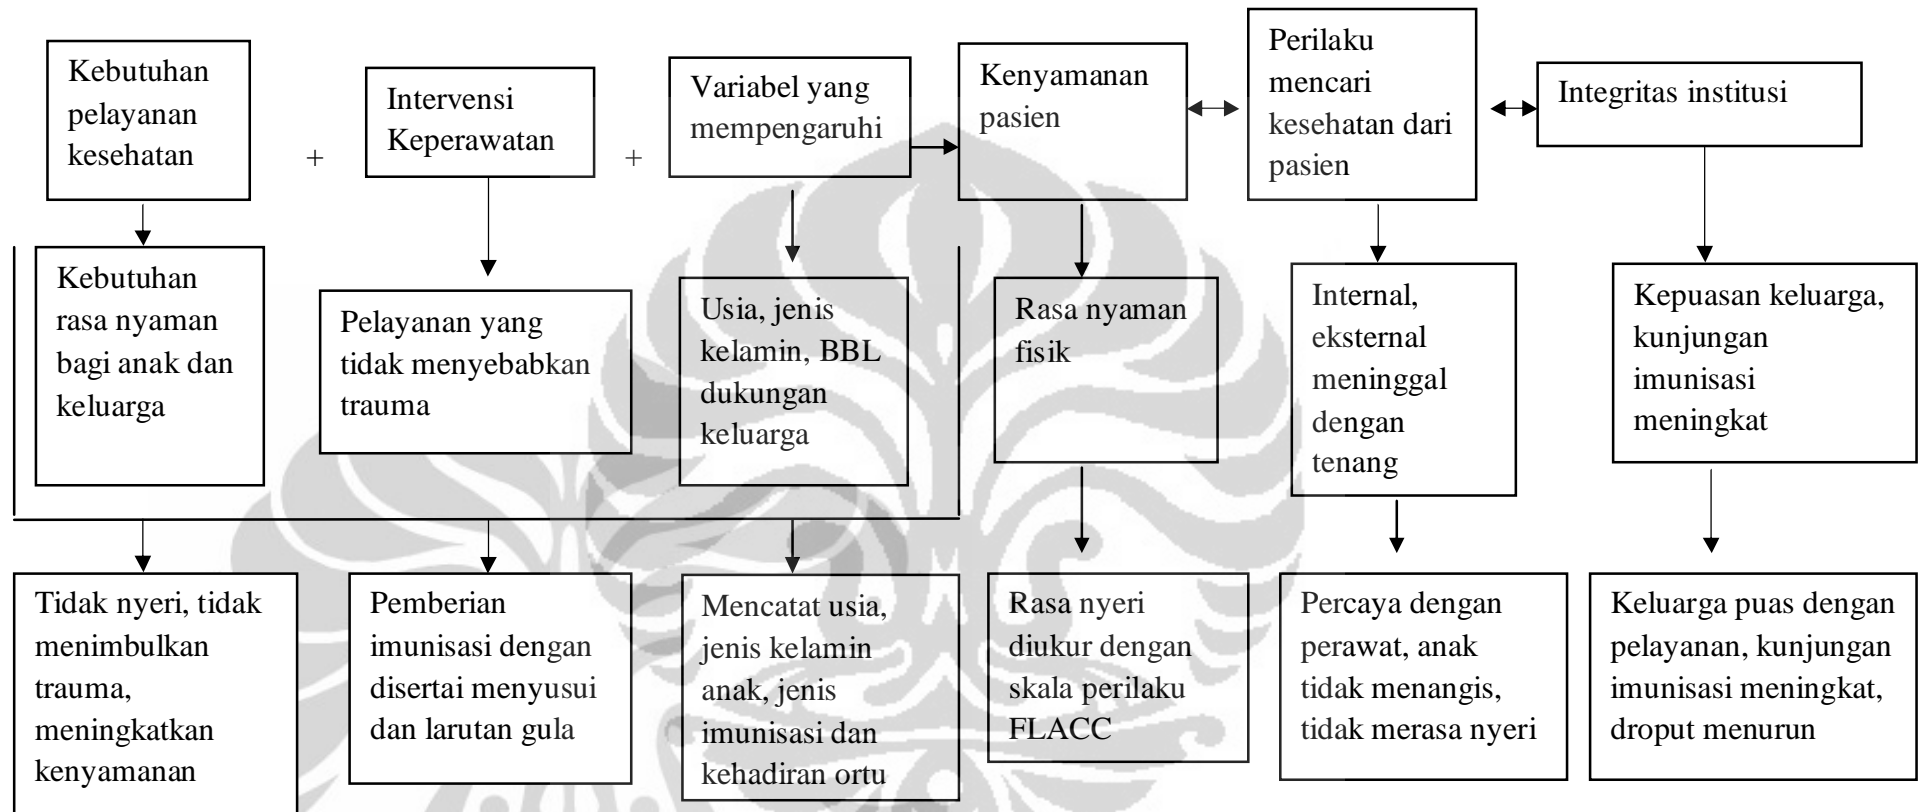 Kebutuhan
pelayanan
kesehatan
+
Intervensi
Keperawatan
+
Variabel yang
mempengaruhi
Kenyamanan
pasien
Perilaku
mencari
kesehatan dari
pasien
Integritas institusi
Kebutuhan
rasa nyaman
bagi anak dan
keluarga
Pelayanan yang
tidak menyebabkan
trauma
Usia, jenis
kelamin, BBL
dukungan
keluarga
Rasa nyaman
fisik
Internal,
eksternal
meninggal
dengan
tenang
Kepuasan keluarga,
kunjungan
imunisasi
meningkat
Tidak nyeri, tidak
menimbulkan
trauma,
meningkatkan
kenyamanan
Pemberian
imunisasi dengan
disertai menyusui
dan larutan gula
Mencatat usia,
jenis kelamin
anak, jenis
imunisasi dan
kehadiran ortu
Rasa nyeri
diukur dengan
skala perilaku
FLACC
Percaya dengan
perawat, anak
tidak menangis,
tidak merasa nyeri
Keluarga puas dengan
pelayanan, kunjungan
imunisasi meningkat,
droput menurun